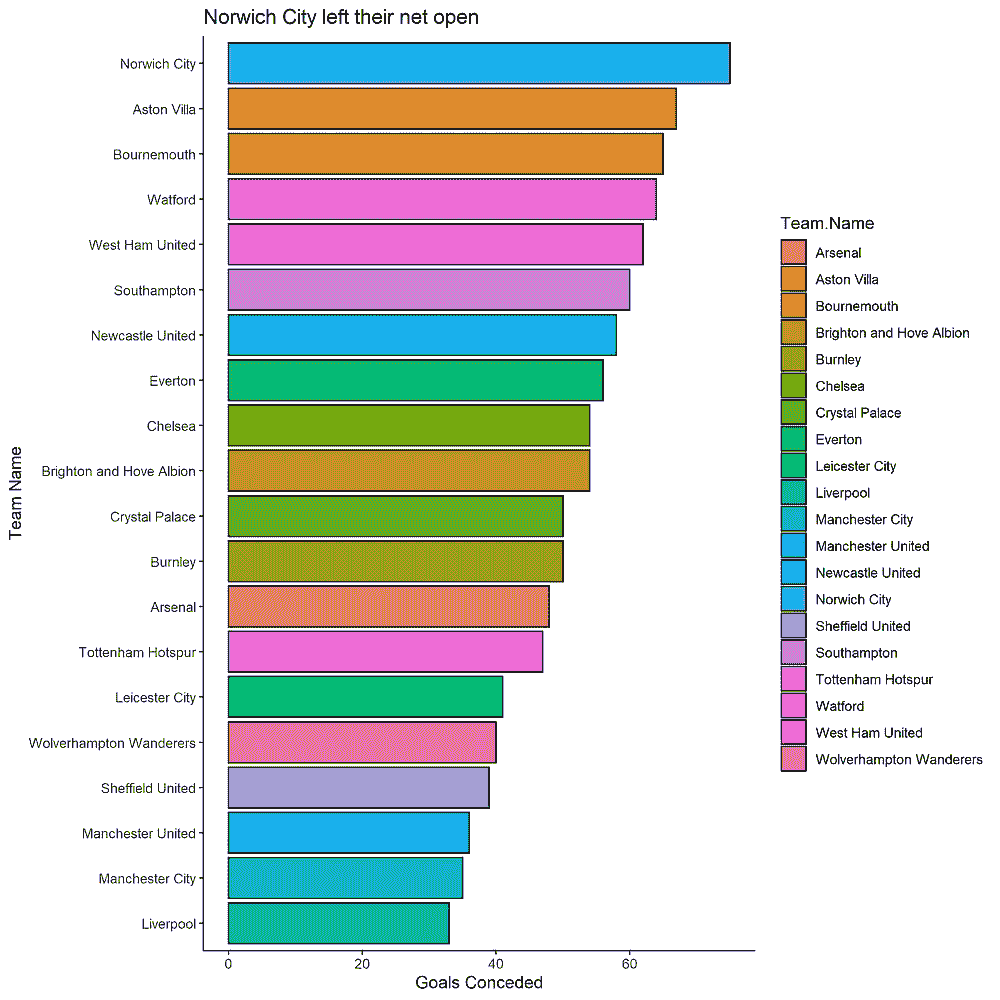 Norwich City left their net open
Norwich City
Aston Villa
Bournemouth
Watford
West Ham United
Southampton
Newcastle United
Everton
Chelsea
Brighton and Hove Albion
Crystal Palace
Burnley
Arsenal
Tottenham Hotspur
Leicester City
Wolverhampton Wanderers
Sheffield United
Manchester United
Manchester City
Liverpool
Team Name
0 20 40 60
Goals Conceded
Team.Name
Arsenal
Aston Villa
Bournemouth
Brighton and Hove Albion
Burnley
Chelsea
Crystal Palace
Everton
Leicester City
Liverpool
Manchester City
Manchester United
Newcastle United
Norwich City
Sheffield United
Southampton
Tottenham Hotspur
Watford
West Ham United
Wolverhampton Wanderers